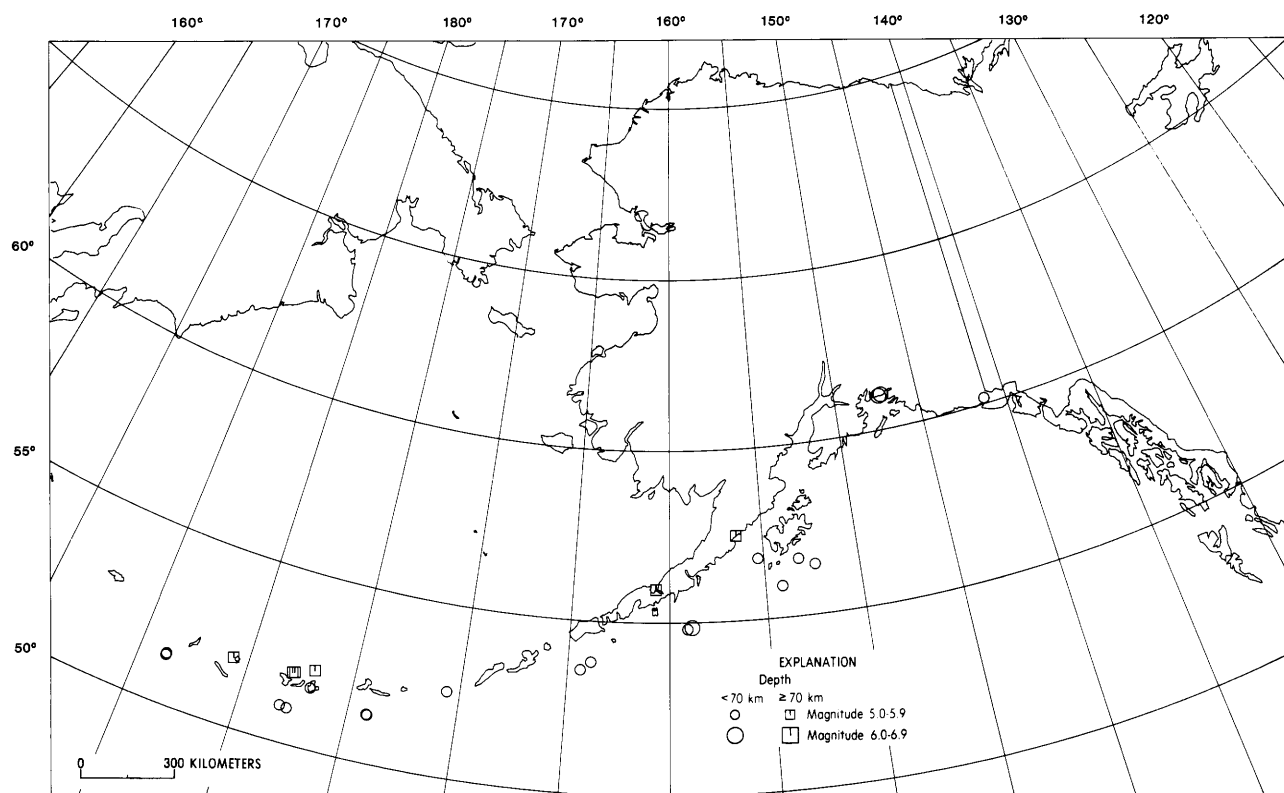 160° 170° 180° 170° 160° 150° 140° 130° 120°
60°
55°
50°
EXPLANATION
Depth
<70 km ≥70 km
Magnitude 5.0-5.9
Magnitude 6.0-6.9
0 300 KILOMETERS